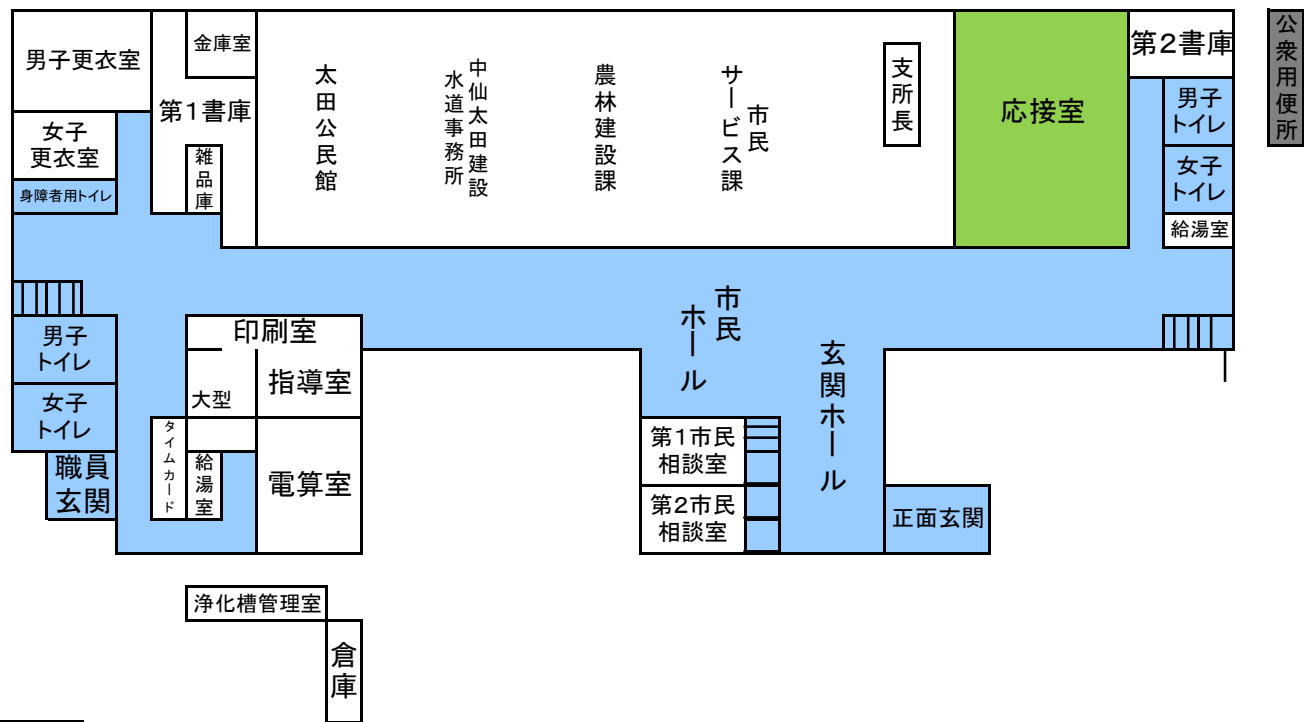 男子更衣室
金庫室
第1書庫
雑品庫
太田公民館
中仙太田建設
水道事務所
農林建設課
市民
サービス課
支所長
応接室
第2書庫
男子
トイレ
女子
トイレ
給湯室
公衆用便所
女子
更衣室
身障者用トイレ
市民
ホール
玄関ホール
男子
トイレ
女子
トイレ
職員
玄関
印刷室
大型
指導室
タイムカード
給湯室
電算室
第1市民
相談室
第2市民
相談室
正面玄関
浄化槽管理室
倉庫